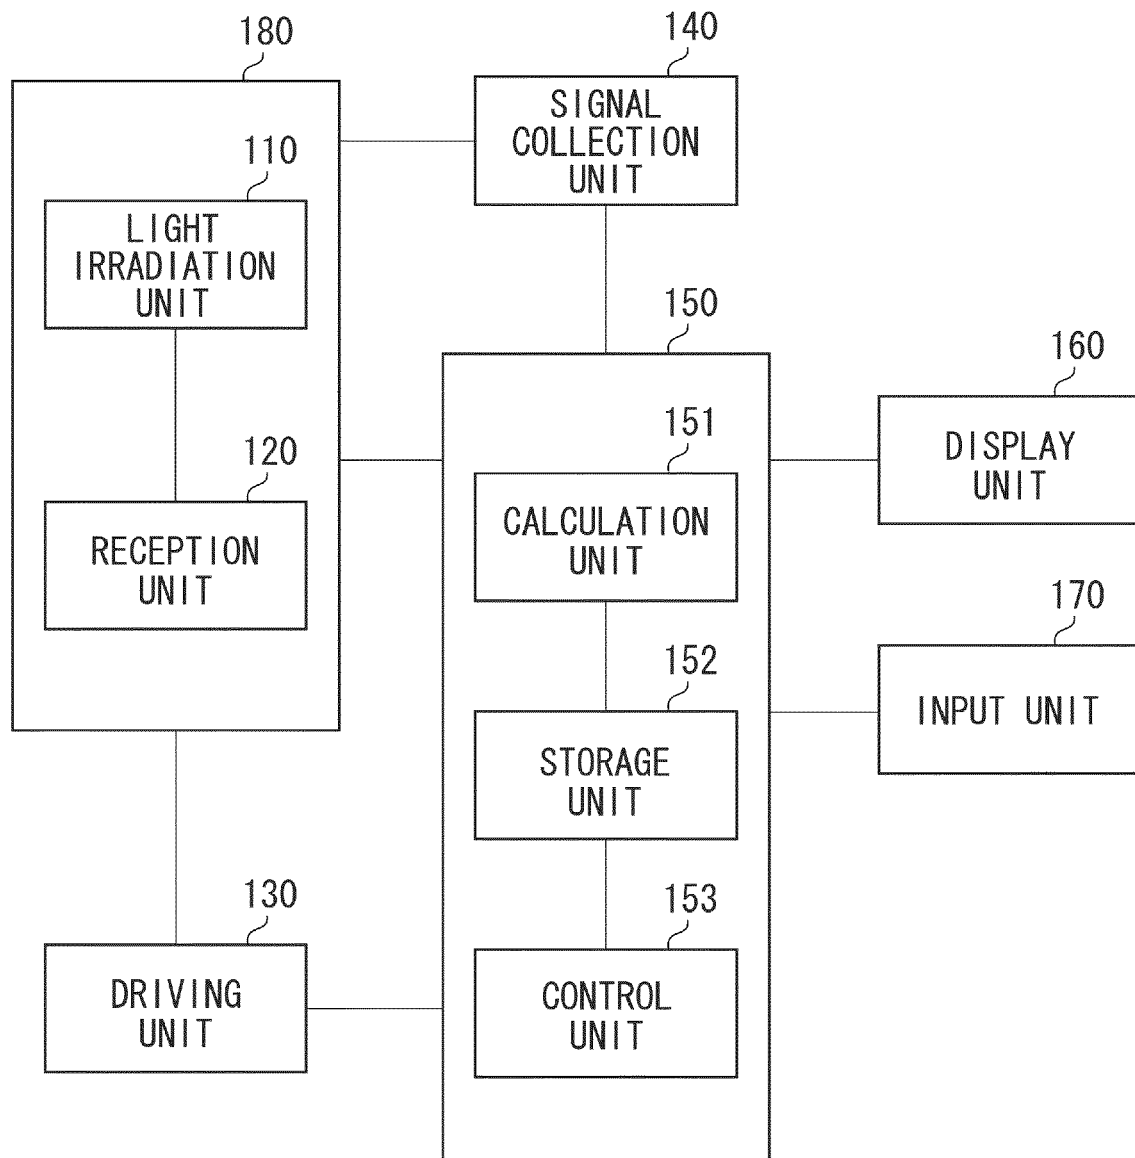 180
140
SIGNAL
COLLECTION
UNIT
110
LIGHT
IRRADIATION
UNIT
150
160
DISPLAY
UNIT
151
CALCULATION
UNIT
120
RECEPTION
UNIT
170
INPUT UNIT
152
STORAGE
UNIT
130
DRIVING
UNIT
153
CONTROL
UNIT